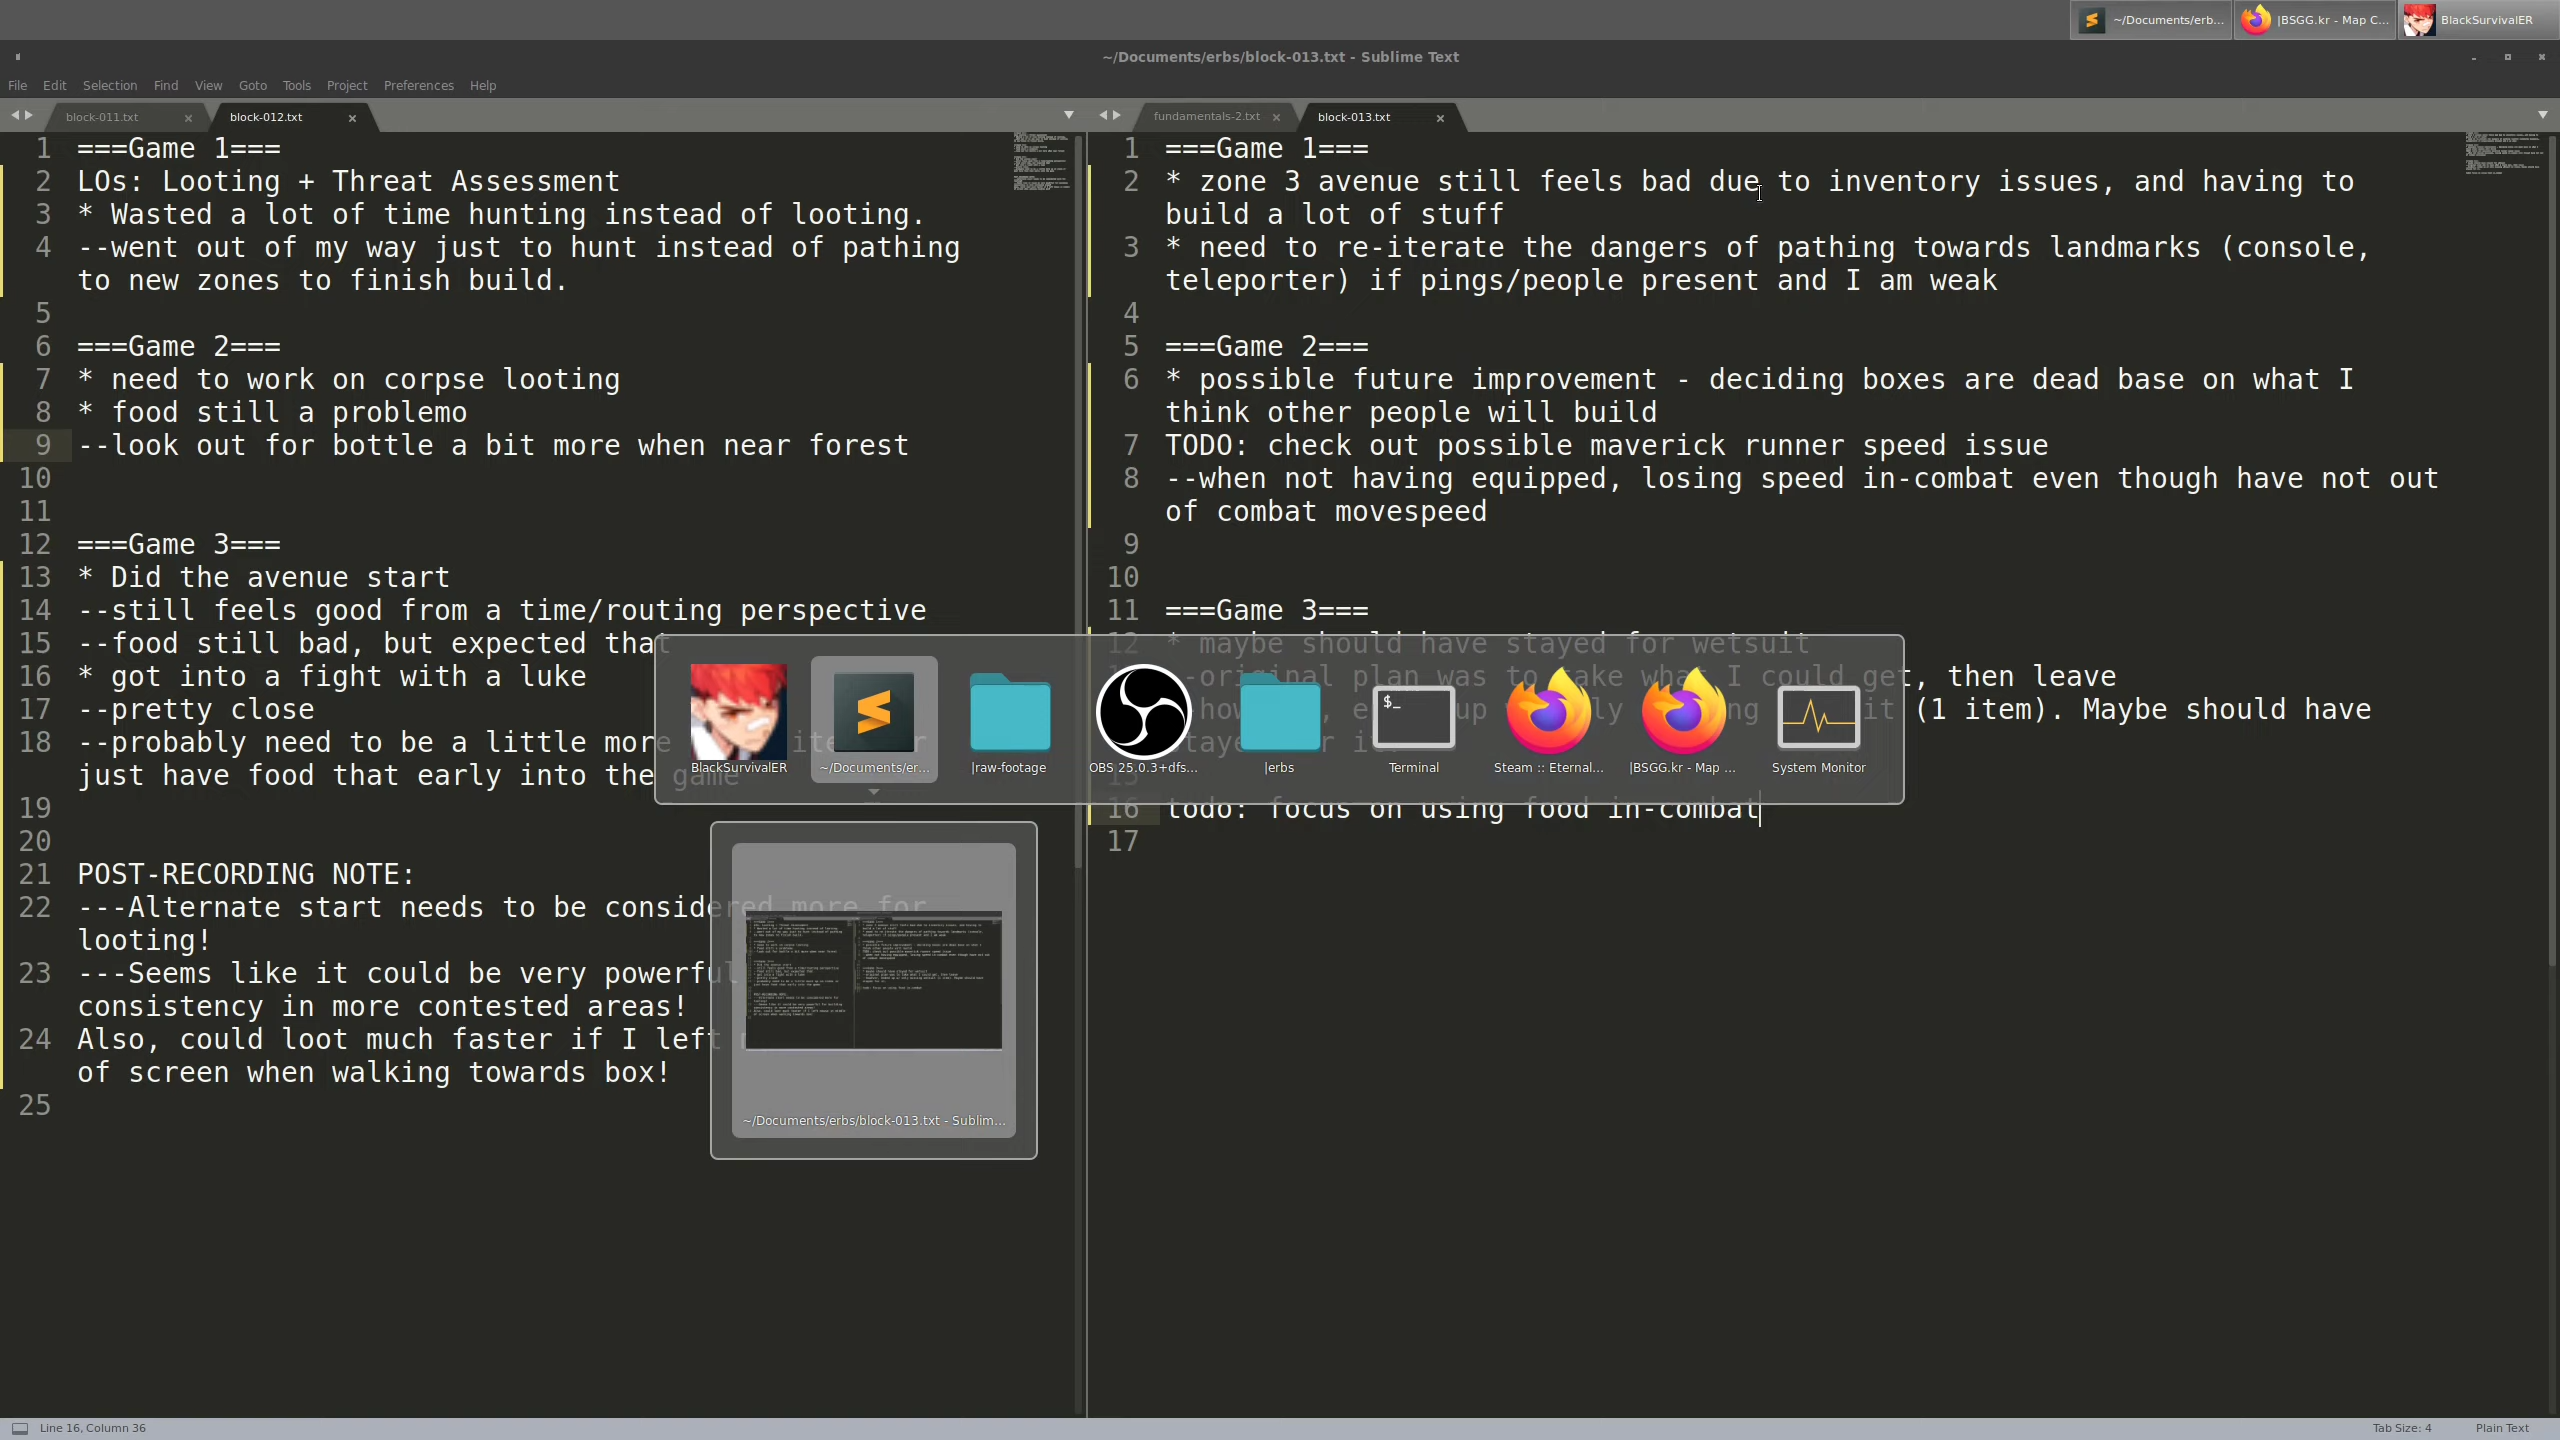 ~/Documents/erb...
|BSGG.kr - Map C...
BlackSurvivalER
~/Documents/erbs/block-013.txt - Sublime Text
File Edit Selection Find View Goto Tools Project Preferences Help
block-011.txt
block-012.txt
fundamentals-2.txt
block-013.txt
1 ===Game 1===
2 LOs: Looting + Threat Assessment
3 * Wasted a lot of time hunting instead of looting.
4 --went out of my way just to hunt instead of pathing
to new zones to finish build.
5
6 ===Game 2===
7 * need to work on corpse looting
8 * food still a problemo
9 --look out for bottle a bit more when near forest
10
11
12 ===Game 3===
13 * Did the avenue start
14 --still feels good from a time/routing perspective
15 --food still bad, but expected that
16 * got into a fight with a luke
17 --pretty close
18 --probably need to be a little more
just have food that early into the game
19
20
21 POST-RECORDING NOTE:
22 ---Alternate start needs to be considered more for
looting!
23 ---Seems like it could be very powerful
consistency in more contested areas!
24 Also, could loot much faster if I left
of screen when walking towards box!
25
1 ===Game 1===
2 * zone 3 avenue still feels bad due to inventory issues, and having to
build a lot of stuff
3 * need to re-iterate the dangers of pathing towards landmarks (console,
teleporter) if pings/people present and I am weak
4
5 ===Game 2===
6 * possible future improvement - deciding boxes are dead base on what I
think other people will build
7 TODO: check out possible maverick runner speed issue
8 --when not having equipped, losing speed in-combat even though have not out
of combat movespeed
9
10
11 ===Game 3===
12 * maybe should have stayed for wetsuit
-original plan was to take what I could get, then leave
(1 item). Maybe should have
16 todo: focus on using food in-combat
17
BlackSurvivalER
~/Documents/er...
|raw-footage
OBS 25.0.3+dfs...
|erbs
Terminal
Steam :: Eternal...
|BSGG.kr - Map ...
System Monitor
$_
~/Documents/erbs/block-013.txt - Sublim...
Line 16, Column 36
Tab Size: 4
Plain Text